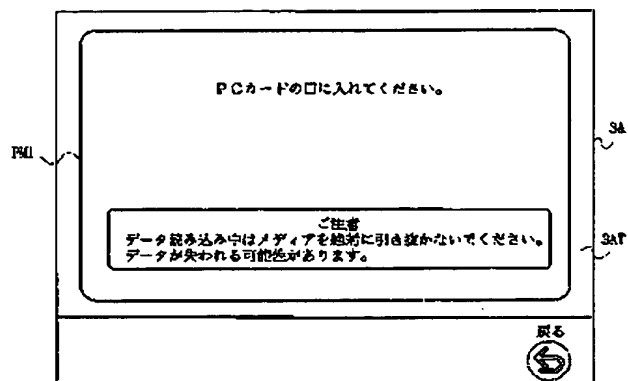 PCカードの口に入れてください。
SA
PM1
ご注意
データ読み込み中はメディアを絶対に引き抜かないでください。
データが失われる可能性があります。
SAT
戻る